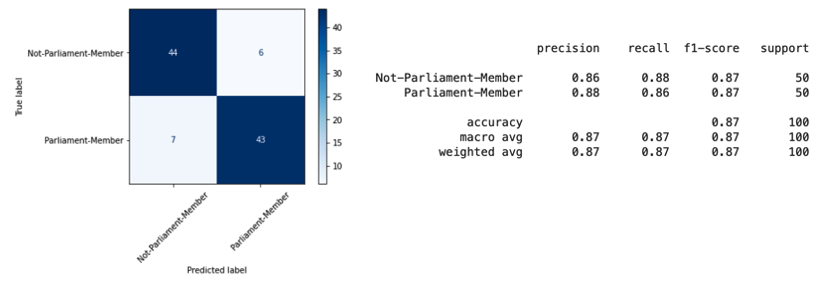 Not-Parliament-Member
Parliament-Member
True label
44 6
7 43
Not-Parliament-Member
Parliament-Member
Predicted label
40
35
30
25
20
15
10
precision recall f1-score support
Not-Parliament-Member 0.86 0.88 0.87 50
Parliament-Member 0.88 0.86 0.87 50
accuracy 0.87 100
macro avg 0.87 0.87 0.87 100
weighted avg 0.87 0.87 0.87 100